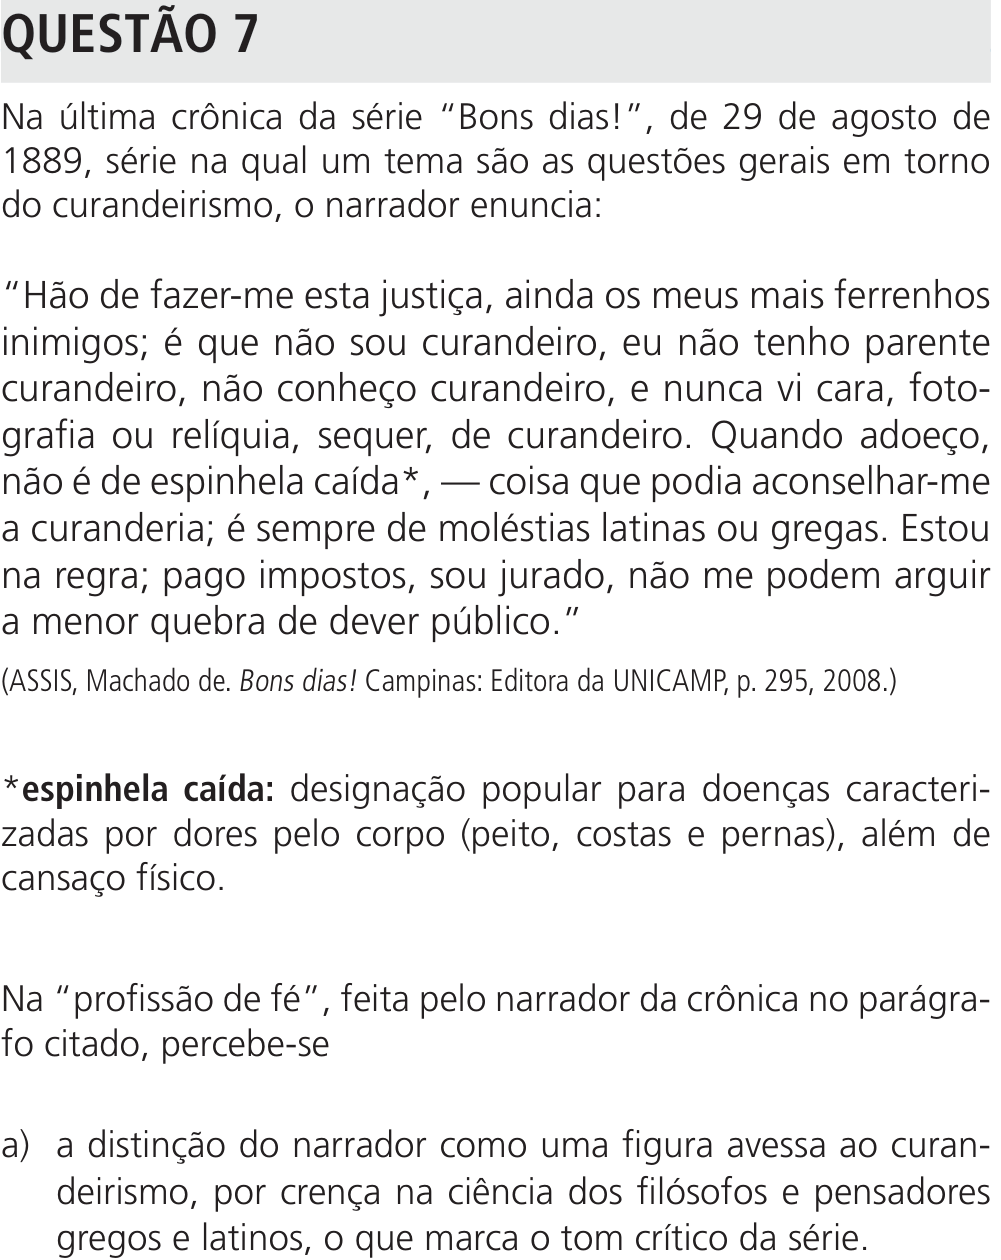 QUESTÃO 7
Na última crônica da série “Bons dias!”, de 29 de agosto de
1889, série na qual um tema são as questões gerais em torno
do curandeirismo, o narrador enuncia:
“Hão de fazer-me esta justiça, ainda os meus mais ferrenhos
inimigos; é que não sou curandeiro, eu não tenho parente
curandeiro, não conheço curandeiro, e nunca vi cara, foto-
grafia ou relíquia, sequer, de curandeiro. Quando adoeço,
não é de espinhela caída*, — coisa que podia aconselhar-me
a curanderia; é sempre de moléstias latinas ou gregas. Estou
na regra; pago impostos, sou jurado, não me podem arguir
a menor quebra de dever público.”
(ASSIS, Machado de. Bons dias! Campinas: Editora da UNICAMP, p. 295, 2008.)
*espinhela caída: designação popular para doenças caracteri-
zadas por dores pelo corpo (peito, costas e pernas), além de
cansaço físico.
Na “profissão de fé”, feita pelo narrador da crônica no parágra-
fo citado, percebe-se
a) a distinção do narrador como uma figura avessa ao curan-
deirismo, por crença na ciência dos filósofos e pensadores
gregos e latinos, o que marca o tom crítico da série.